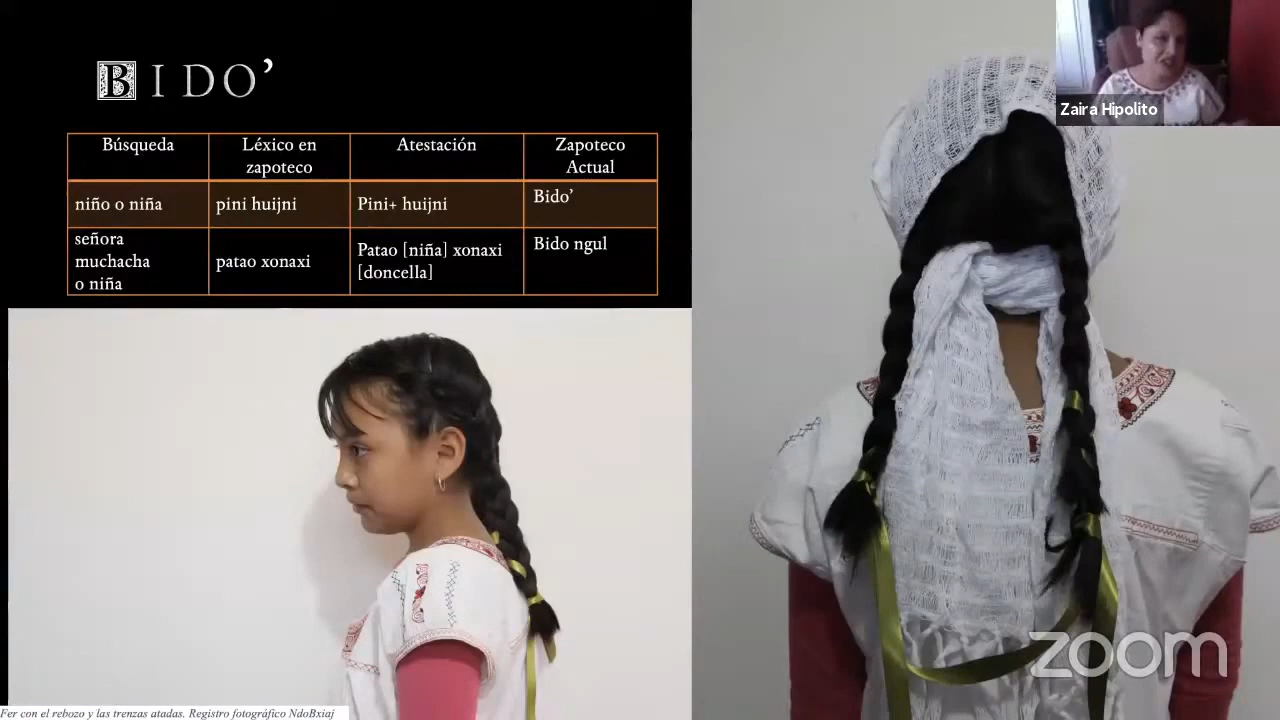 BIDO’
Búsqueda
Léxico en
zapoteco
Atestación
Zapoteco
Actual
niño o niña
pini huijni
Pini+ huijni
Bido’
señora
muchacha
o niña
patao xonaxi
Patao [niña] xonaxi
[doncella]
Bido ngul
Fer con el rebozo y las trenzas atadas. Registro fotográfico NdoBxiaj
Zaira Hipolito
zoom